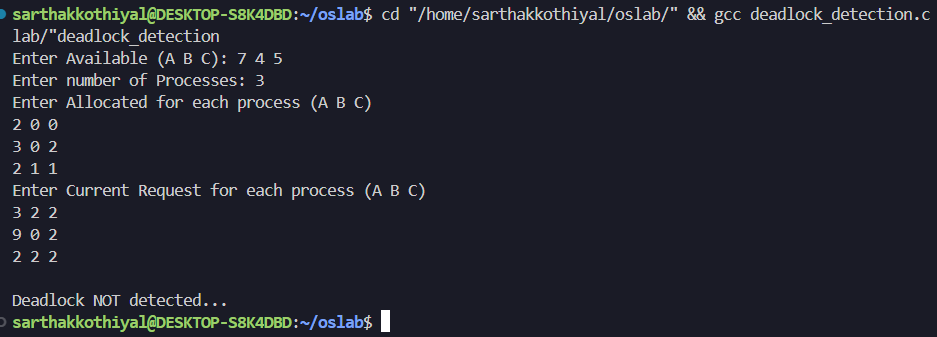 sarthakkothiyal@DESKTOP-S8K4DBD:~/oslab$ cd "/home/sarthakkothiyal/oslab/" && gcc deadlock_detection.c
lab/"deadlock_detection
Enter Available (A B C): 7 4 5
Enter number of Processes: 3
Enter Allocated for each process (A B C)
2 0 0
3 0 2
2 1 1
Enter Current Request for each process (A B C)
3 2 2
9 0 2
2 2 2
Deadlock NOT detected...
sarthakkothiyal@DESKTOP-S8K4DBD:~/oslab$